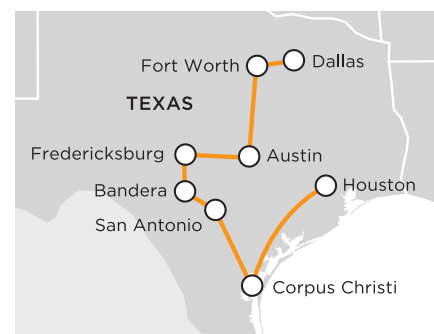 Fort Worth
Dallas
TEXAS
Fredericksburg
Austin
Bandera
Houston
San Antonio
Corpus Christi